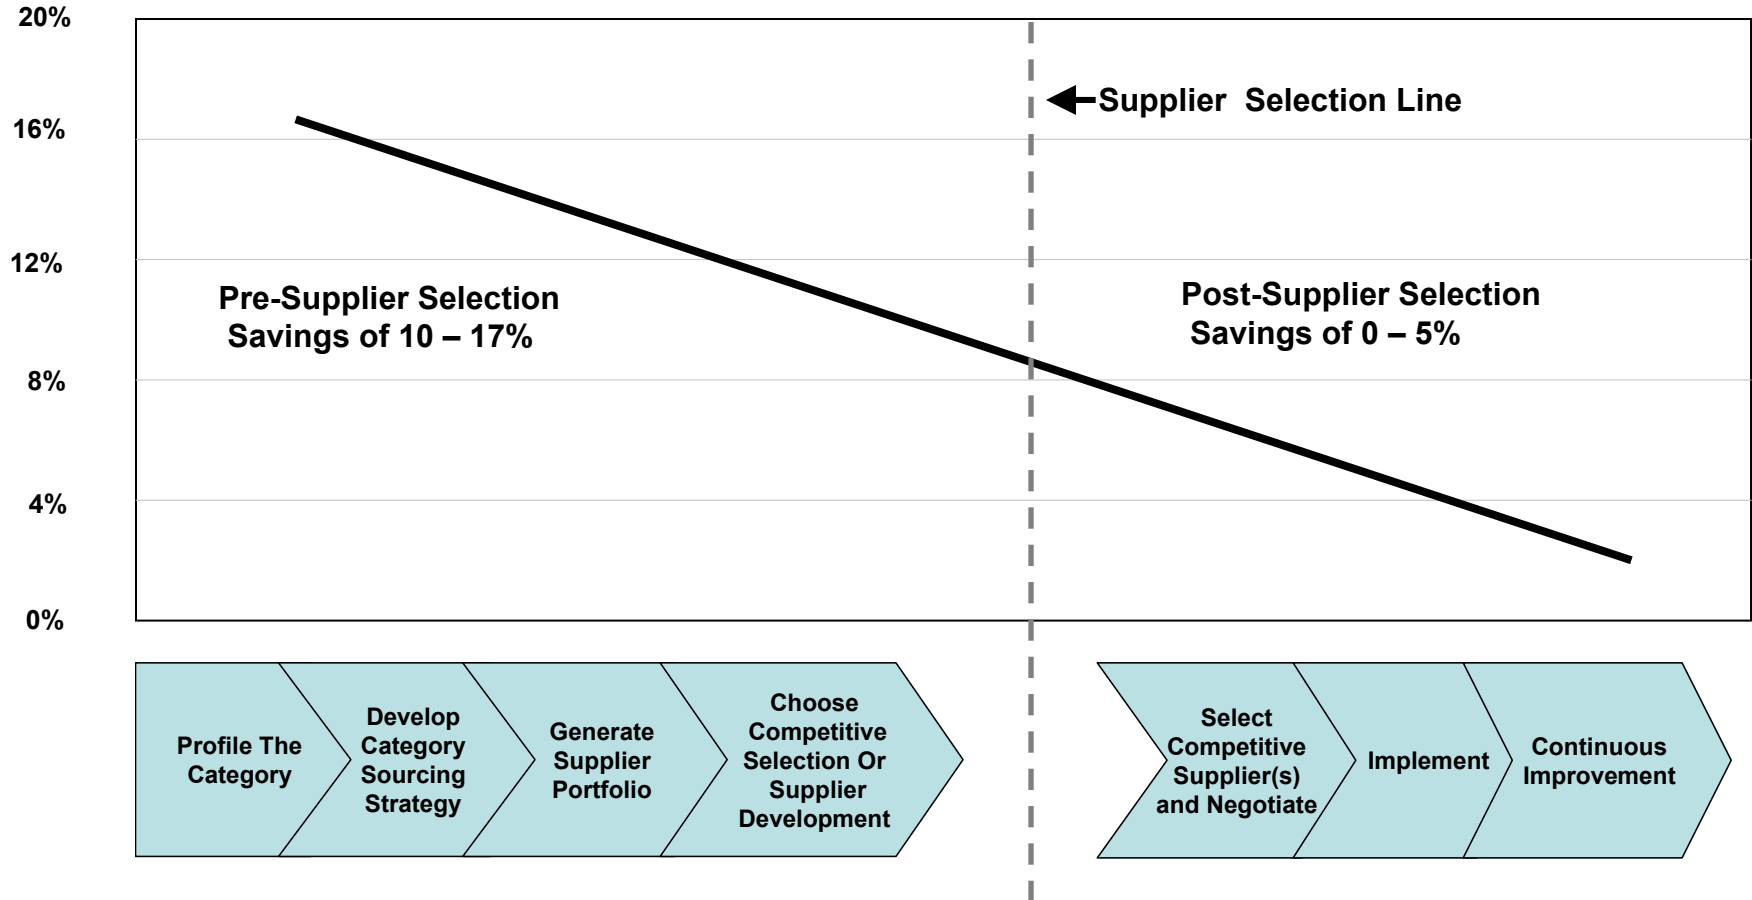 20%
16%
12%
8%
4%
0%
Supplier Selection Line
Pre-Supplier Selection
Savings of 10 – 17%
Post-Supplier Selection
Savings of 0 – 5%
Profile The
Category
Develop
Category
Sourcing
Strategy
Generate
Supplier
Portfolio
Choose
Competitive
Selection Or
Supplier
Development
Select
Competitive
Supplier(s)
and Negotiate
Implement
Continuous
Improvement